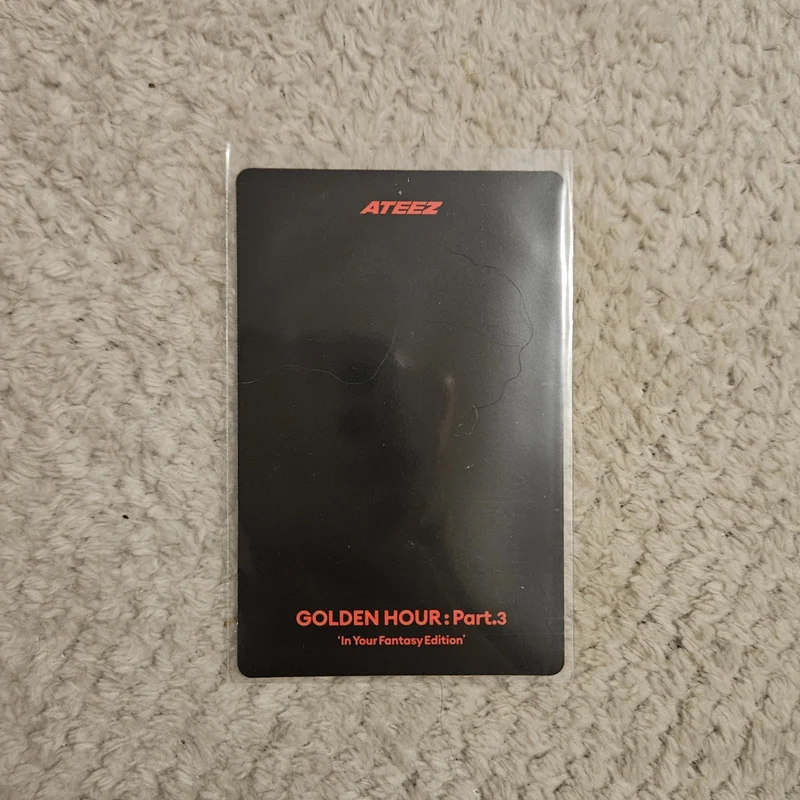 ATEEZ
GOLDEN HOUR : Part.3
'In Your Fantasy Edition'